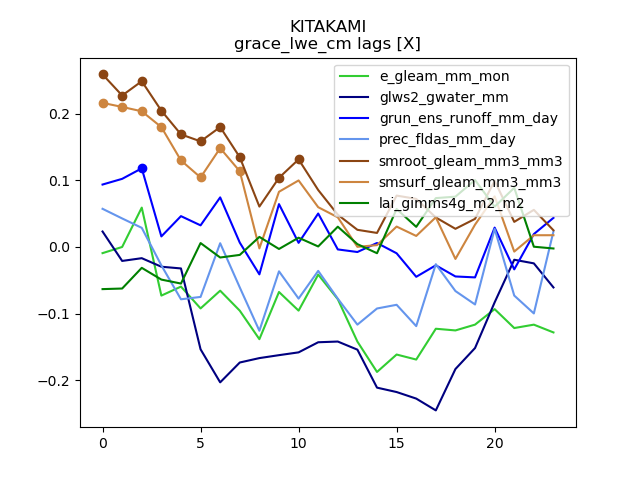 KITAKAMI
grace_lwe_cm lags [X]
e_gleam_mm_mon
glws2_gwater_mm
grun_ens_runoff_mm_day
prec_fldas_mm_day
smroot_gleam_mm3_mm3
smsurf_gleam_mm3_mm3
lai_gimms4g_m2_m2
0.2
0.1
0.0
−0.1
−0.2
0 5 10 15 20